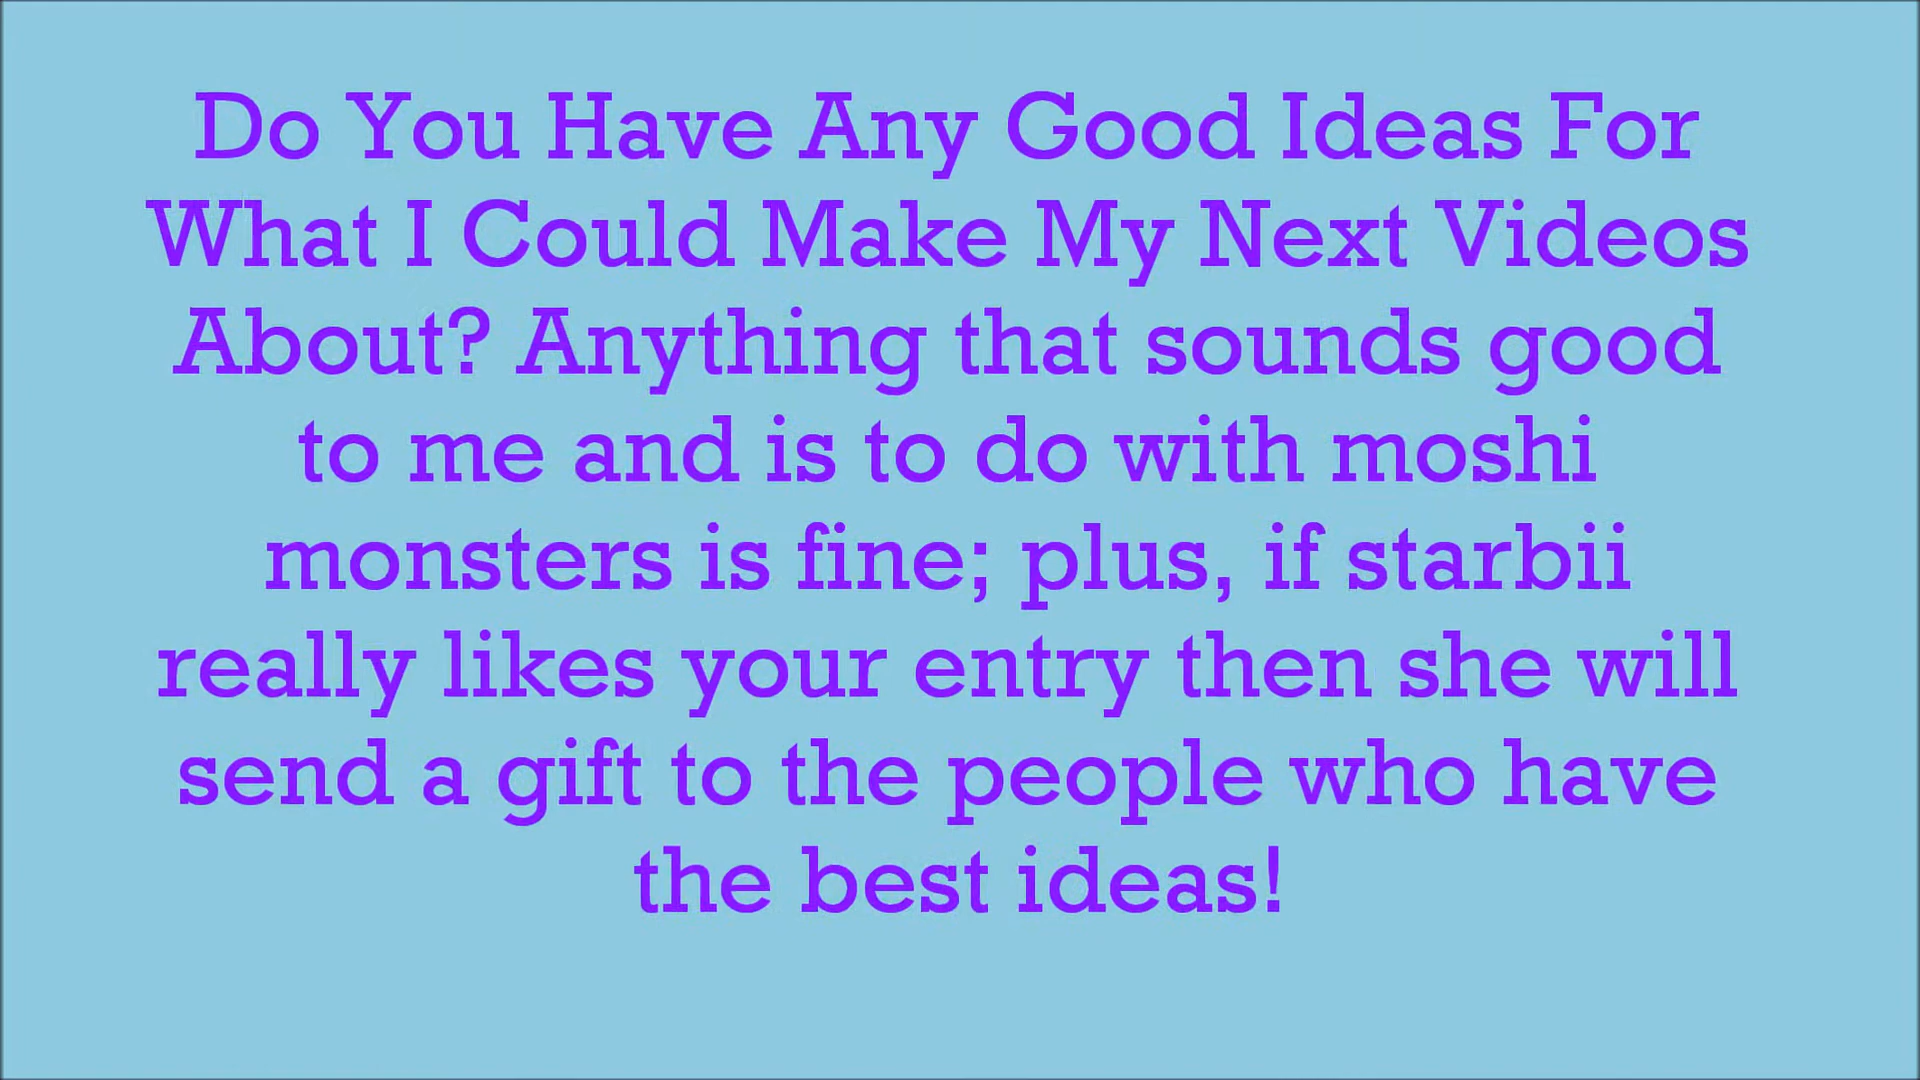 Do You Have Any Good Ideas For
What I Could Make My Next Videos
About? Anything that sounds good
to me and is to do with moshi
monsters is fine; plus, if starbii
really likes your entry then she will
send a gift to the people who have
the best ideas!